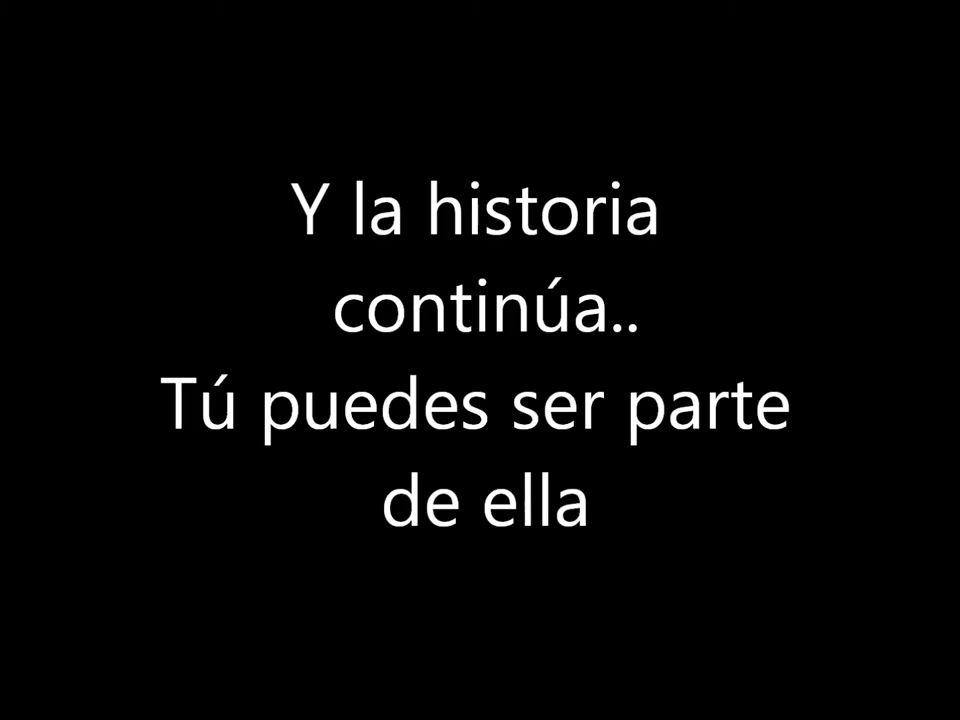 Y la historia
continúa..
Tú puedes ser parte
de ella